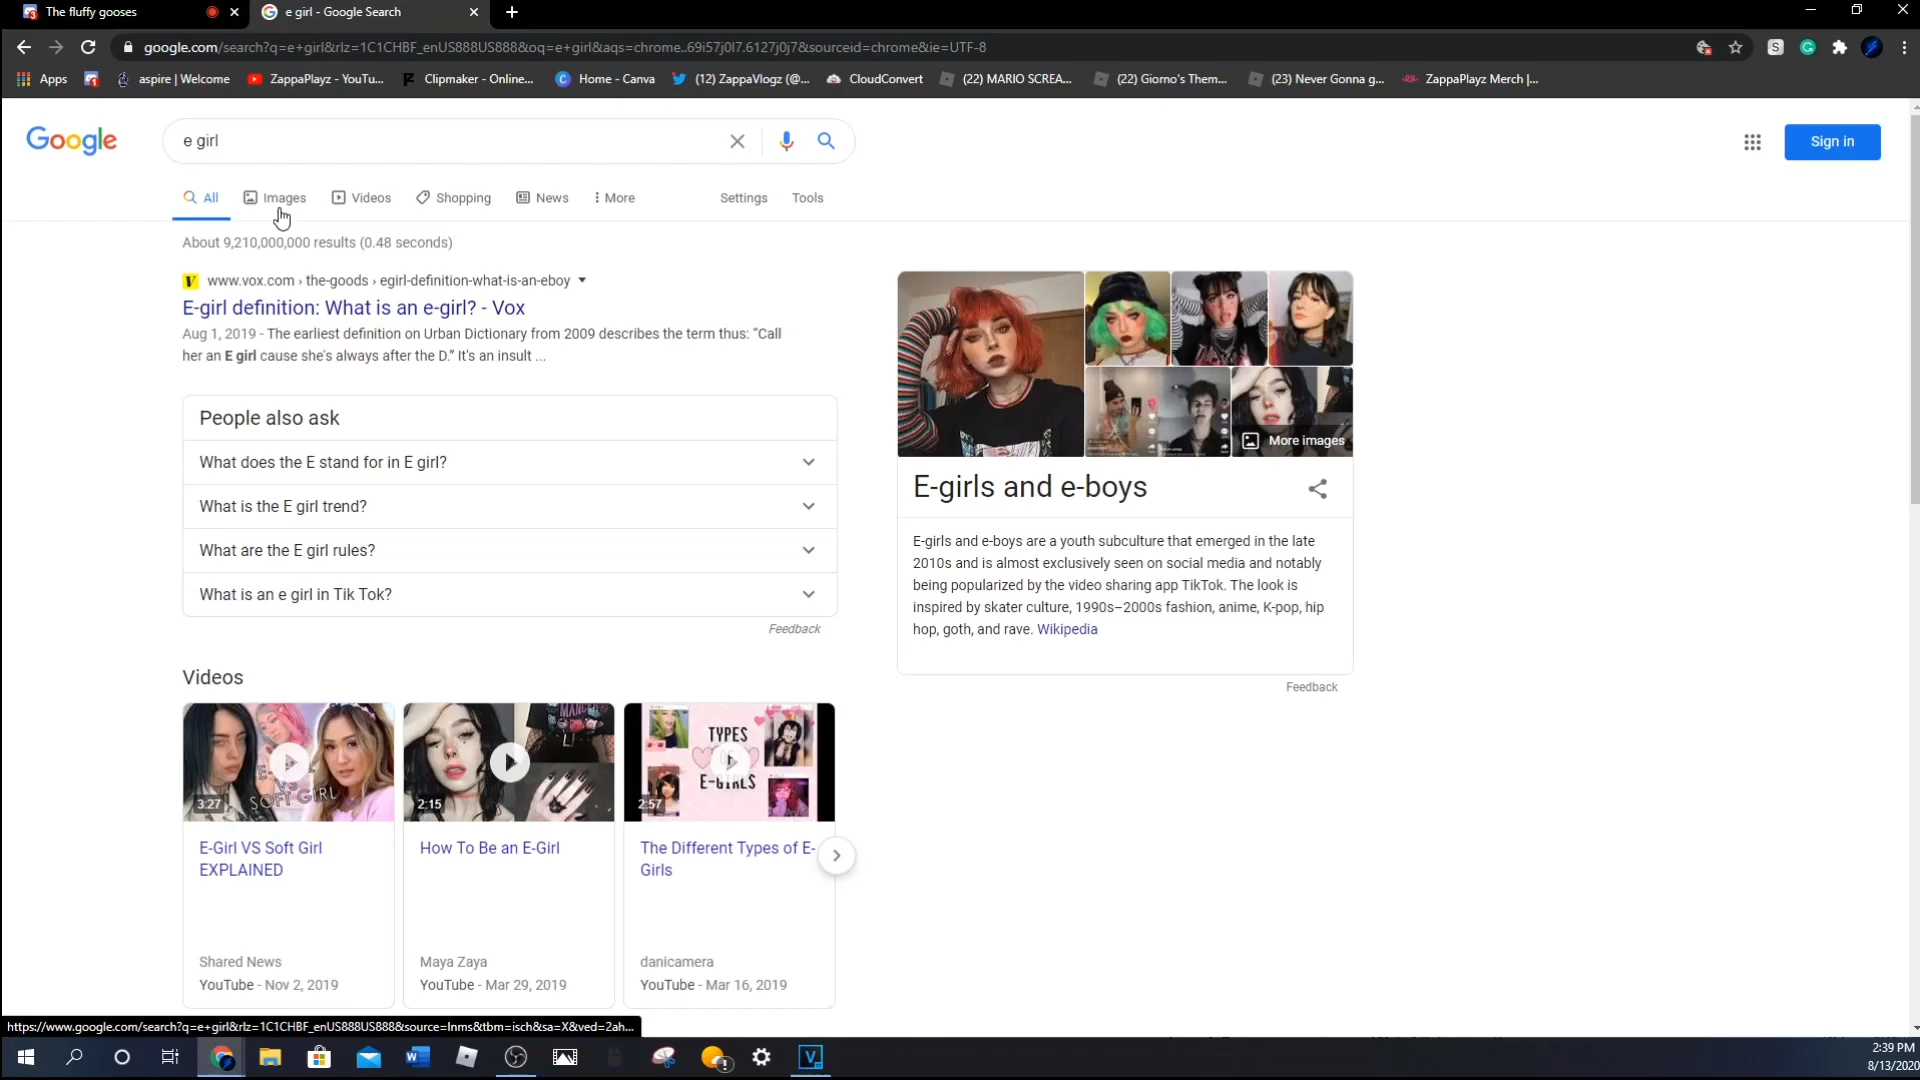 The fluffy gooses
e girl - Google Search
google.com/search?q=e+girl&rlz=1C1CHBF_enUS888US888&oq=e+girl&aqs=chrome..69i57j0l7.6127j0j7&sourceid=chrome&ie=UTF-8
Apps
aspire | Welcome
ZappaPlayz - YouTu...
Clipmaker - Online...
Home - Canva
(12) ZappaVlogz (@...
CloudConvert
(22) MARIO SCREA...
(22) Giorno's Them...
(23) Never Gonna g...
ZappaPlayz Merch |...
Google
e girl
Sign in
All
Images
Videos
Shopping
News
More
Settings
Tools
About 9,210,000,000 results (0.48 seconds)
www.vox.com › the-goods › egirl-definition-what-is-an-eboy
E-girl definition: What is an e-girl? - Vox
Aug 1, 2019 - The earliest definition on Urban Dictionary from 2009 describes the term thus: “Call
her an E girl cause she's always after the D.” It's an insult ...
People also ask
What does the E stand for in E girl?
What is the E girl trend?
What are the E girl rules?
What is an e girl in Tik Tok?
Feedback
More images
E-girls and e-boys
E-girls and e-boys are a youth subculture that emerged in the late
2010s and is almost exclusively seen on social media and notably
being popularized by the video sharing app TikTok. The look is
inspired by skater culture, 1990s–2000s fashion, anime, K-pop, hip
hop, goth, and rave. Wikipedia
Feedback
Videos
SOFT GIRL
3:27
2:15
TYPES
E-GIRLS
2:57
E-Girl VS Soft Girl
EXPLAINED
Shared News
YouTube - Nov 2, 2019
How To Be an E-Girl
Maya Zaya
YouTube - Mar 29, 2019
The Different Types of E-
Girls
danicamera
YouTube - Mar 16, 2019
https://www.google.com/search?q=e+girl&rlz=1C1CHBF_enUS888US888&source=lnms&tbm=isch&sa=X&ved=2ah...
2:39 PM
8/13/2020